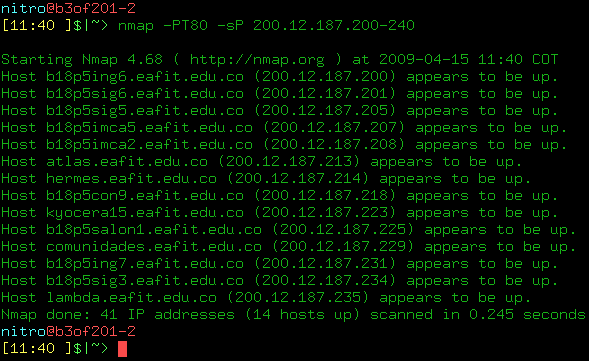 nitro@b3of201-2
[11:40 ]$|~> nmap -PT80 -sP 200.12.187.200-240
Starting Nmap 4.68 ( http://nmap.org ) at 2009-04-15 11:40 COT
Host b18p5ing6.eafit.edu.co (200.12.187.200) appears to be up.
Host b18p5sig6.eafit.edu.co (200.12.187.201) appears to be up.
Host b18p5sig5.eafit.edu.co (200.12.187.205) appears to be up.
Host b18p5imca5.eafit.edu.co (200.12.187.207) appears to be up.
Host b18p5imca2.eafit.edu.co (200.12.187.208) appears to be up.
Host atlas.eafit.edu.co (200.12.187.213) appears to be up.
Host hermes.eafit.edu.co (200.12.187.214) appears to be up.
Host b18p5con9.eafit.edu.co (200.12.187.218) appears to be up.
Host kyocera15.eafit.edu.co (200.12.187.223) appears to be up.
Host b18p5salon1.eafit.edu.co (200.12.187.225) appears to be up.
Host comunidades.eafit.edu.co (200.12.187.229) appears to be up.
Host b18p5ing7.eafit.edu.co (200.12.187.231) appears to be up.
Host b18p5sig3.eafit.edu.co (200.12.187.234) appears to be up.
Host lambda.eafit.edu.co (200.12.187.235) appears to be up.
Nmap done: 41 IP addresses (14 hosts up) scanned in 0.245 seconds
nitro@b3of201-2
[11:40 ]$|~>